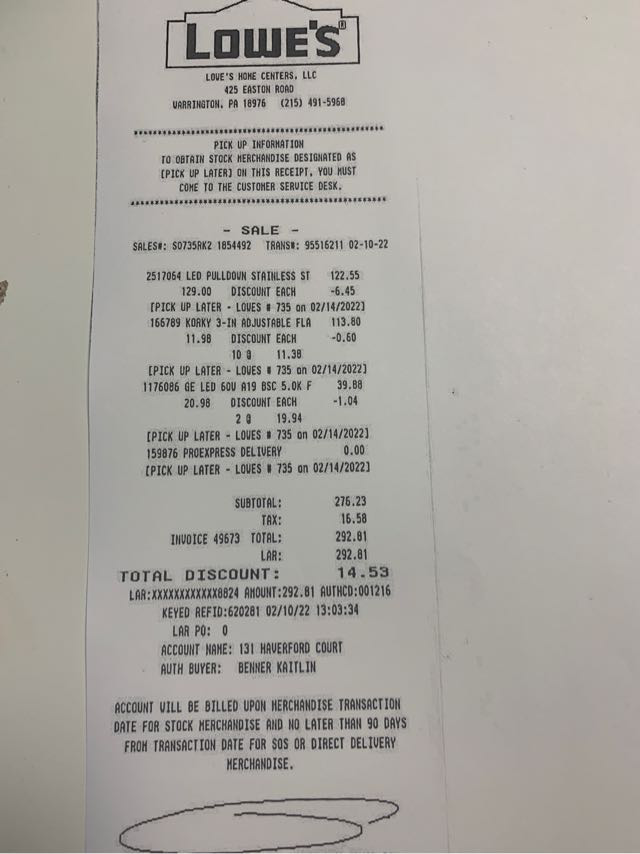 LOWE'S®
LOWE'S HOME CENTERS, LLC
425 EASTON ROAD
WARRINGTON, PA 18976 (215) 491-5968
****************************************
PICK UP INFORMATION
TO OBTAIN STOCK MERCHANDISE DESIGNATED AS
[PICK UP LATER] ON THIS RECEIPT, YOU MUST
COME TO THE CUSTOMER SERVICE DESK.
****************************************
- SALE -
SALES#: S0735RK2 1854492 TRANS#: 95516211 02-10-22
2517064 LED PULLDOWN STAINLESS ST 122.55
129.00 DISCOUNT EACH -6.45
[PICK UP LATER - LOWES # 735 on 02/14/2022]
166789 KORKY 3-IN ADJUSTABLE FLA 113.80
11.98 DISCOUNT EACH -0.60
10 @ 11.38
[PICK UP LATER - LOWES # 735 on 02/14/2022]
1176086 GE LED 60W A19 BSC 5.0K F 39.88
20.98 DISCOUNT EACH -1.04
2 @ 19.94
[PICK UP LATER - LOWES # 735 on 02/14/2022]
159876 PROEXPRESS DELIVERY 0.00
[PICK UP LATER - LOWES # 735 on 02/14/2022]
SUBTOTAL: 276.23
TAX: 16.58
INVOICE 49673 TOTAL: 292.81
LAR: 292.81
TOTAL DISCOUNT: 14.53
LAR:XXXXXXXXXXXX8824 AMOUNT:292.81 AUTHCD:001216
KEYED REFID:620281 02/10/22 13:03:34
LAR PO: 0
ACCOUNT NAME: 131 HAVERFORD COURT
AUTH BUYER: BENNER KAITLIN
ACCOUNT WILL BE BILLED UPON MERCHANDISE TRANSACTION
DATE FOR STOCK MERCHANDISE AND NO LATER THAN 90 DAYS
FROM TRANSACTION DATE FOR SOS OR DIRECT DELIVERY
MERCHANDISE.